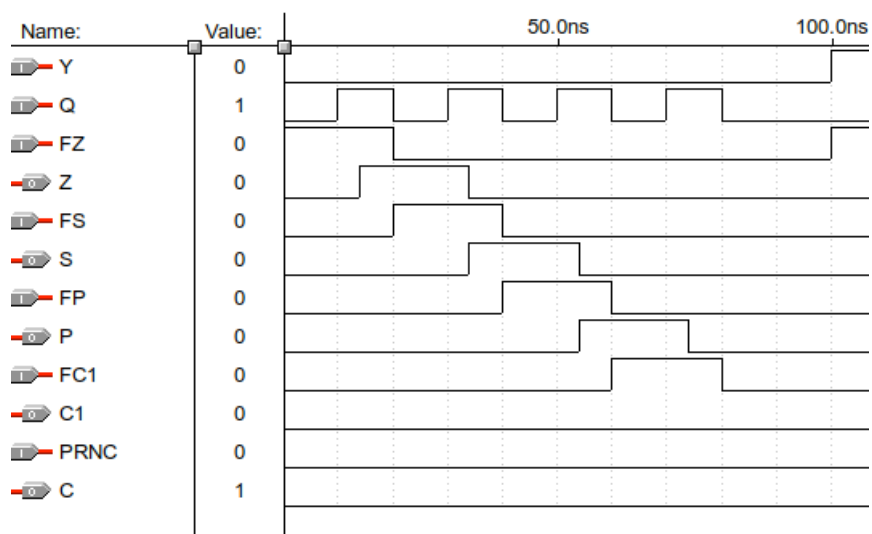 Name: Value: 50.0ns 100.0ns
I Y 0
I Q 1
I FZ 0
O Z 0
I FS 0
O S 0
I FP 0
O P 0
I FC1 0
O C1 0
I PRNC 0
O C 1